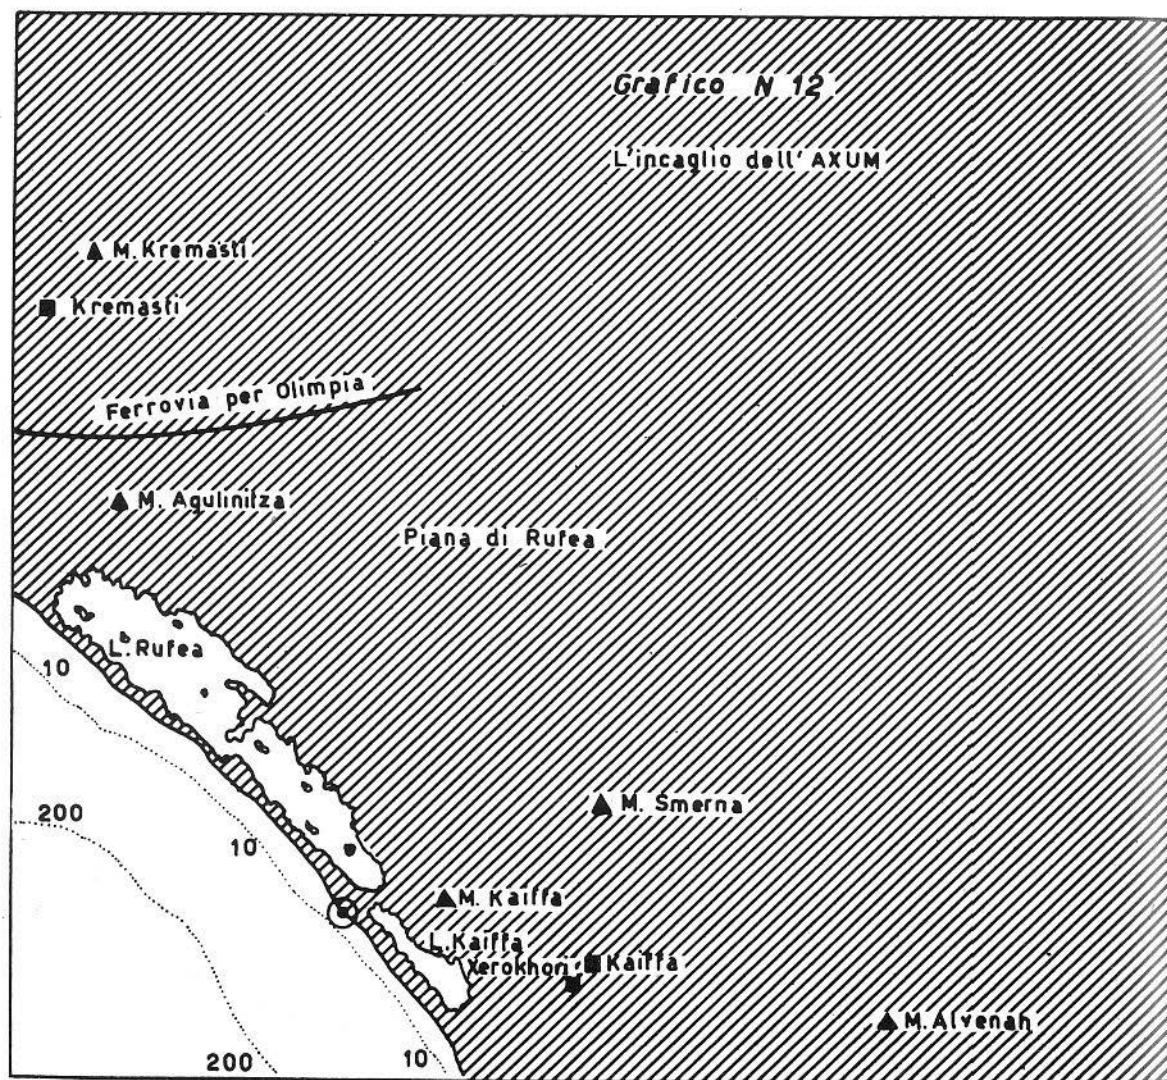 Grafico N 12
L'incaglio dell'AXUM
M. Kremasti
Kremasti
Ferrovia per Olimpia
M. Agulinitza
Piana di Rufea
L. Rufea
10
200
10
M. Smerna
M. Kaiffa
L. Kaiffa
Xerokhori
Kaiffa
M. Alvenah
200
10